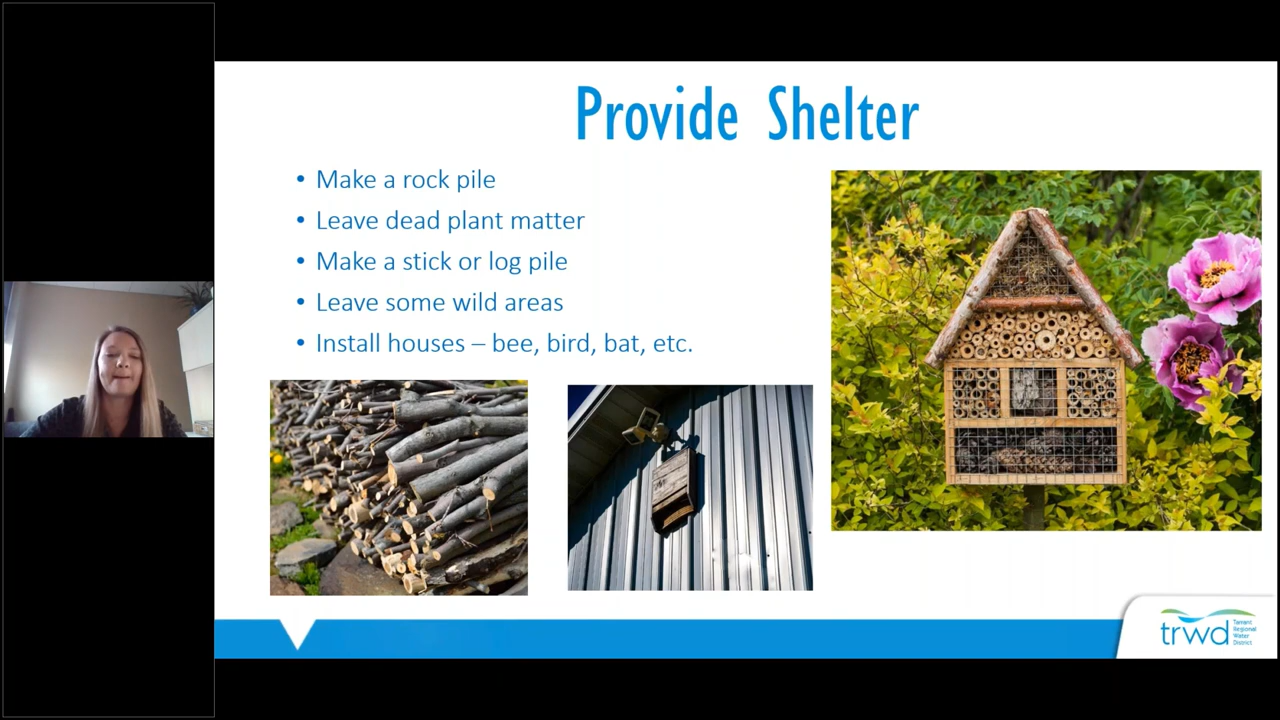 Provide Shelter
• Make a rock pile
• Leave dead plant matter
• Make a stick or log pile
• Leave some wild areas
• Install houses – bee, bird, bat, etc.
trwd
Tarrant
Regional
Water
District